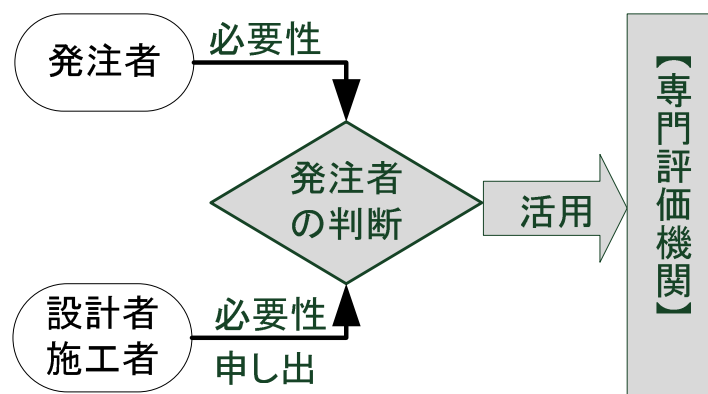 発注者
必要性
発注者
の判断
活用
【専門評価機関】
設計者
施工者
必要性
申し出